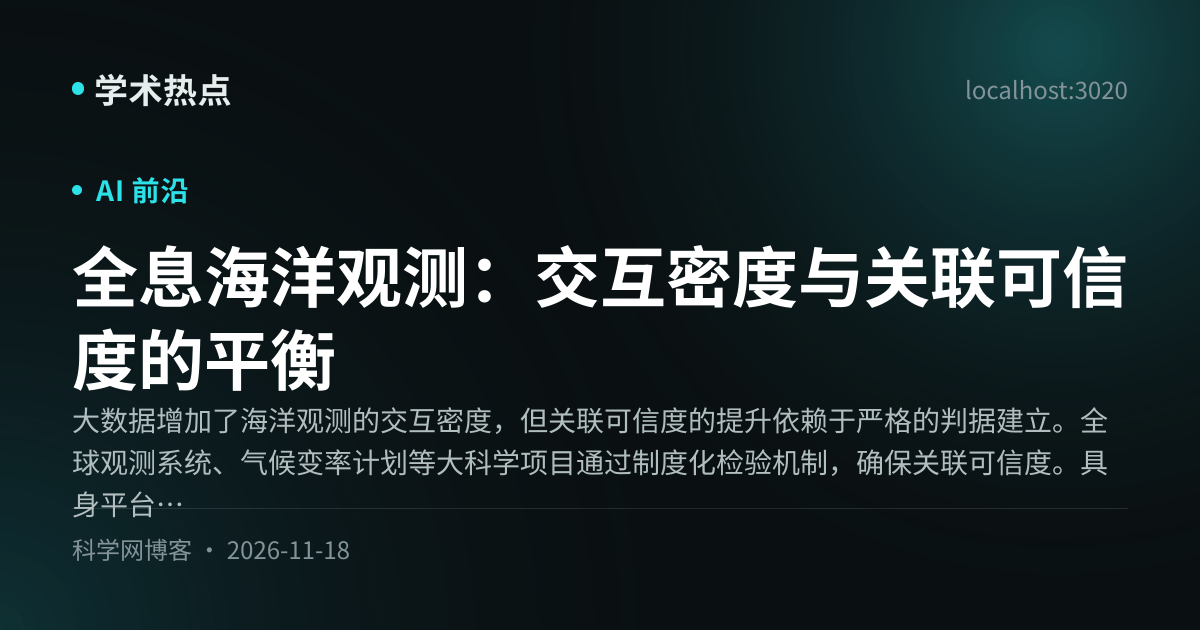 学术热点
localhost:3020
AI 前沿
全息海洋观测：交互密度与关联可信
度的平衡
大数据增加了海洋观测的交互密度，但关联可信度的提升依赖于严格的判据建立。全
球观测系统、气候变率计划等大科学项目通过制度化检验机制，确保关联可信度。具
身平台…
科学网博客 • 2026-11-18